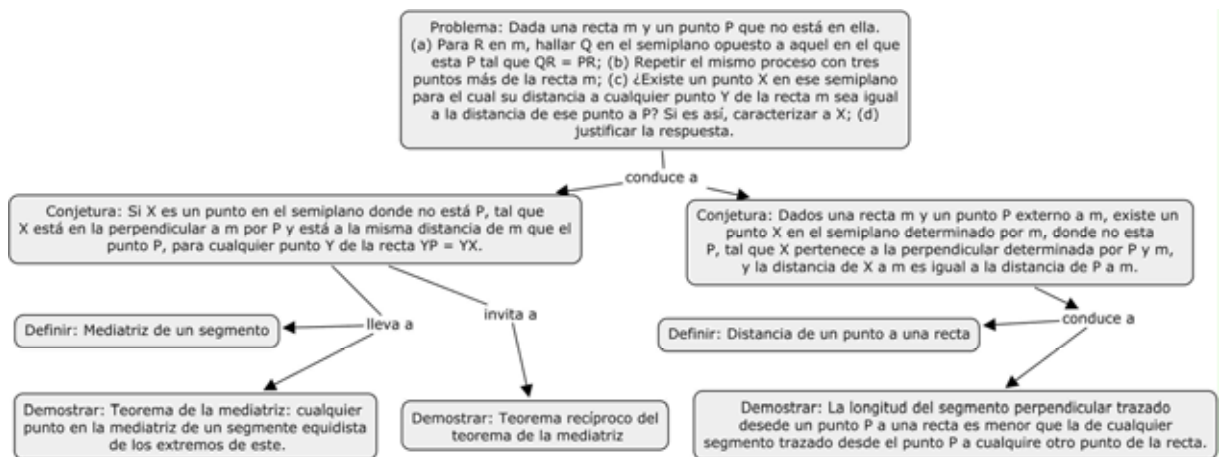 Problema: Dada una recta m y un punto P que no está en ella.
(a) Para R en m, hallar Q en el semiplano opuesto a aquel en el que
esta P tal que QR = PR; (b) Repetir el mismo proceso con tres
puntos más de la recta m; (c) ¿Existe un punto X en ese semiplano
para el cual su distancia a cualquier punto Y de la recta m sea igual
a la distancia de ese punto a P? Si es así, caracterizar a X; (d)
justificar la respuesta.
conduce a
Conjetura: Si X es un punto en el semiplano donde no está P, tal que
X está en la perpendicular a m por P y está a la misma distancia de m que el
punto P, para cualquier punto Y de la recta YP = YX.
Conjetura: Dados una recta m y un punto P externo a m, existe un
punto X en el semiplano determinado por m, donde no esta
P, tal que X pertenece a la perpendicular determinada por P y m,
y la distancia de X a m es igual a la distancia de P a m.
lleva a
invita a
conduce a
Definir: Mediatriz de un segmento
Definir: Distancia de un punto a una recta
Demostrar: Teorema de la mediatriz: cualquier
punto en la mediatriz de un segmente equidista
de los extremos de este.
Demostrar: Teorema recíproco del
teorema de la mediatriz
Demostrar: La longitud del segmento perpendicular trazado
desede un punto P a una recta es menor que la de cualquier
segmento trazado desde el punto P a cualquire otro punto de la recta.